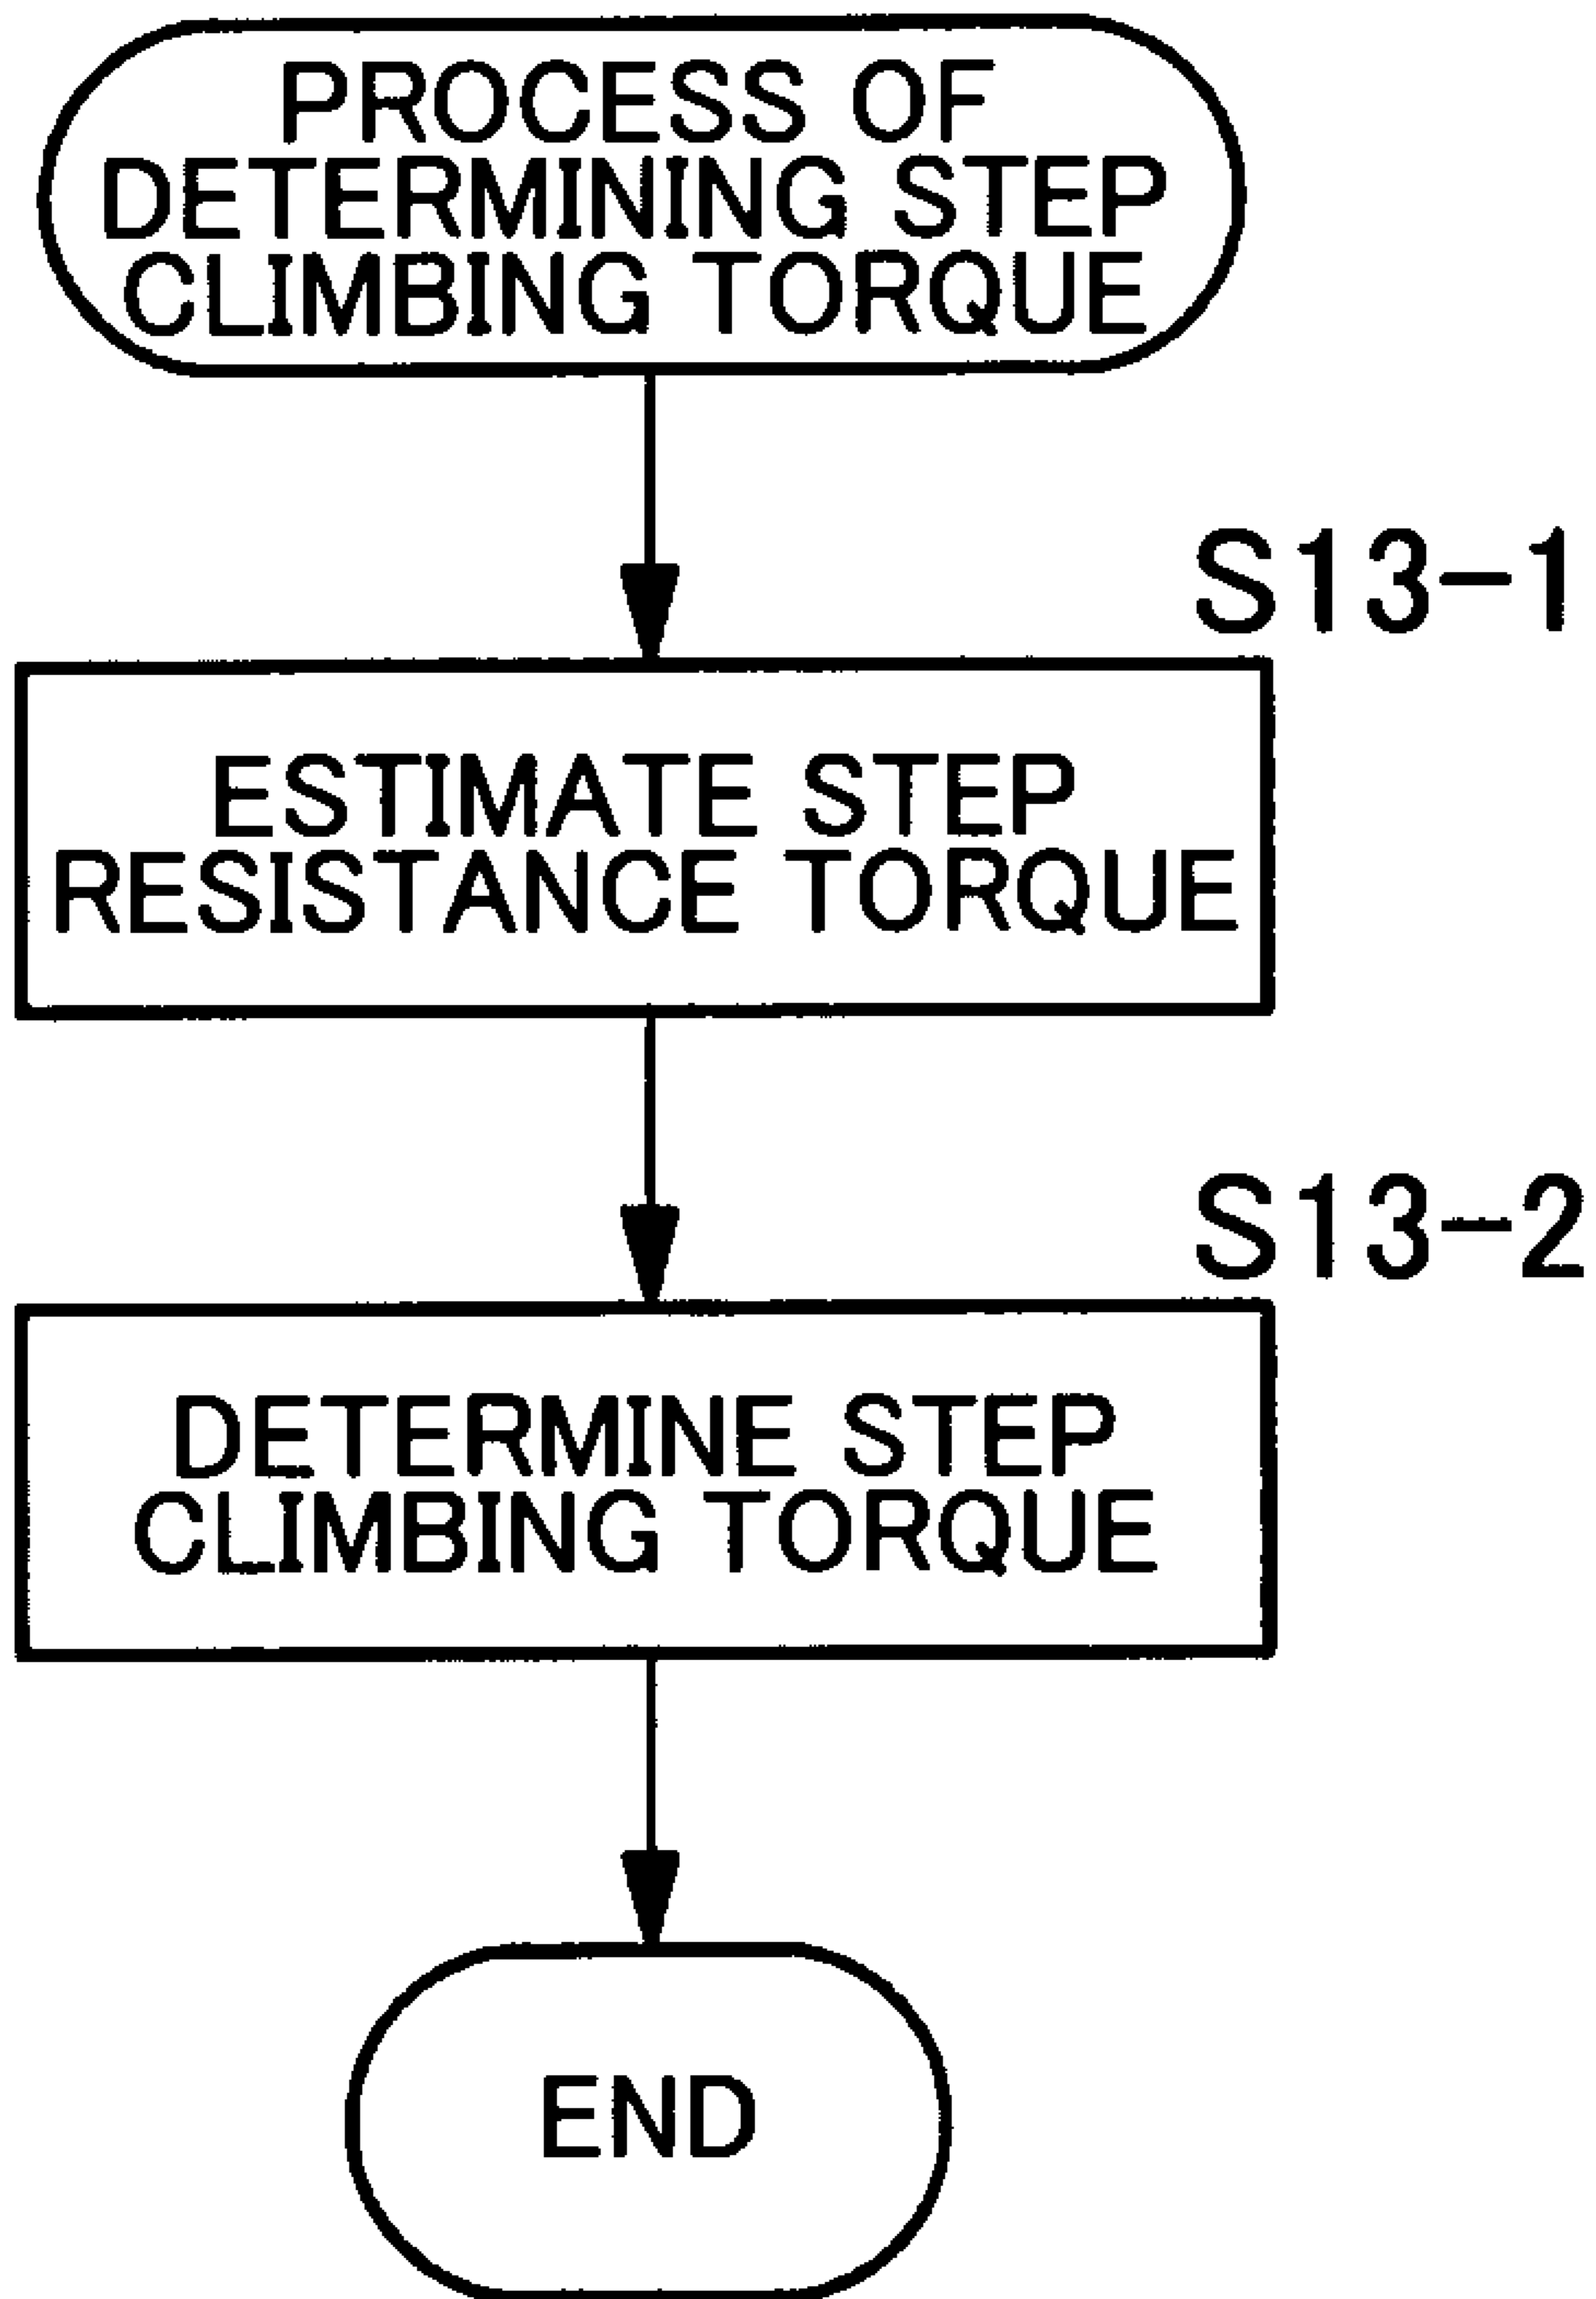 PROCESS OF
DETERMINING STEP
CLIMBING TORQUE
S13-1
ESTIMATE STEP
RESISTANCE TORQUE
S13-2
DETERMINE STEP
CLIMBING TORQUE
END